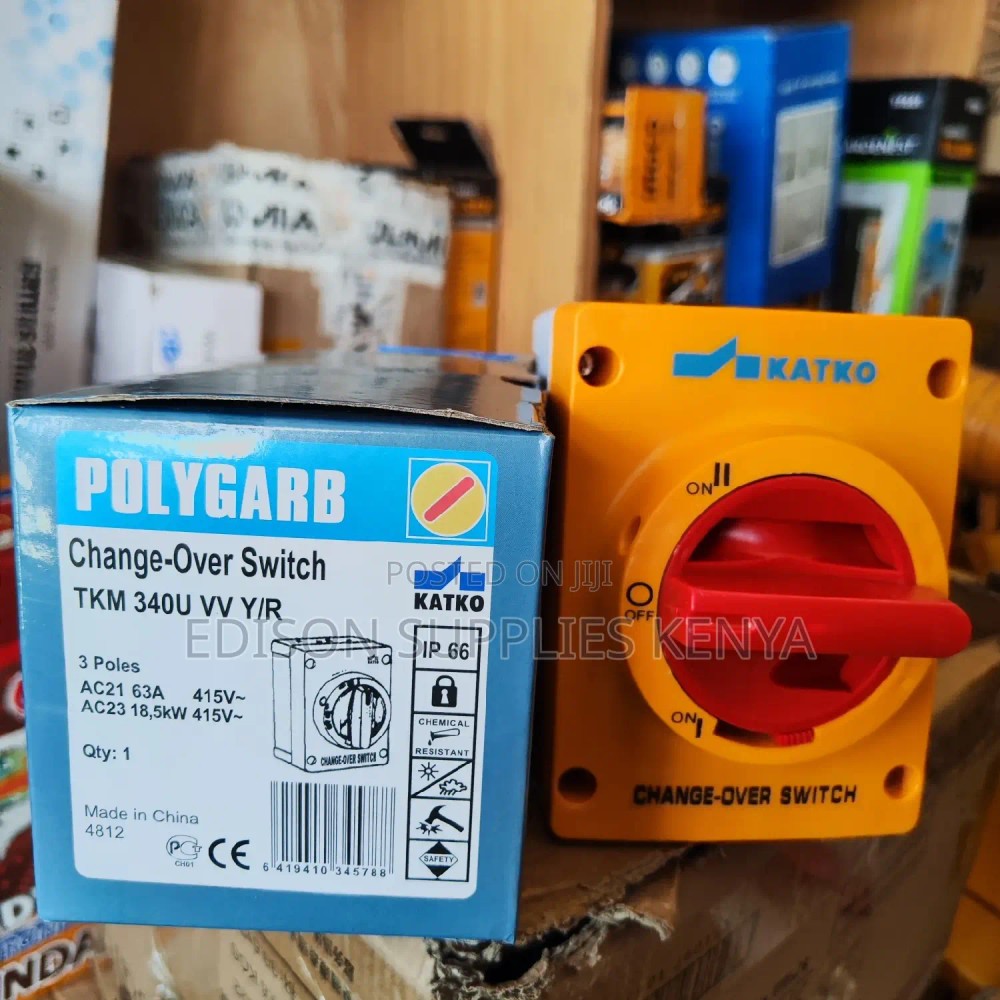 POLYGARB
Change-Over Switch
TKM 340U VV Y/R
KATKO
3 Poles
AC21 63A 415V~
AC23 18,5kW 415V~
Qty: 1
Made in China
4812
CH01
CE
CHANGE-OVER SWITCH
6 419410 345788
IP 66
CHEMICAL
RESISTANT
SAFETY
KATKO
ON II
O
OFF
ON I
CHANGE-OVER SWITCH
POSTED ON JIJI
EDISON SUPPLIES KENYA